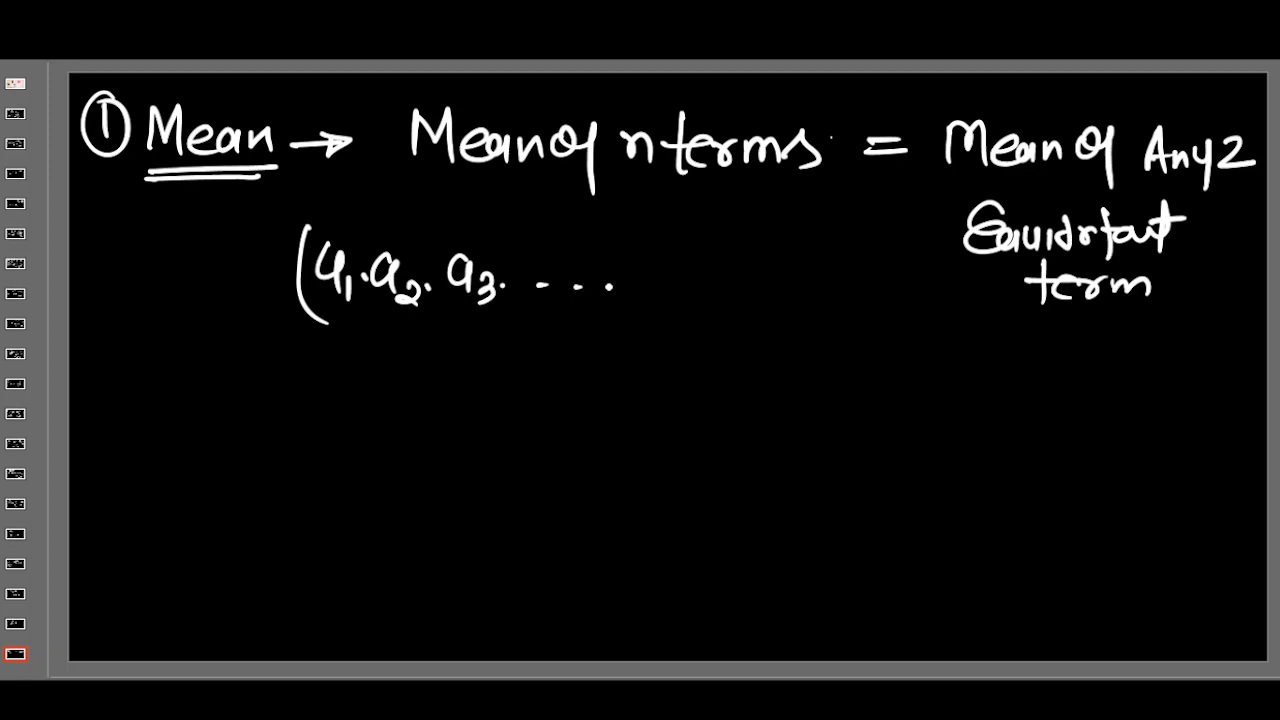 ① Mean → Mean of n terms = Mean of Any 2
Equidistant
term
(a₁. a₂. a₃. . . .